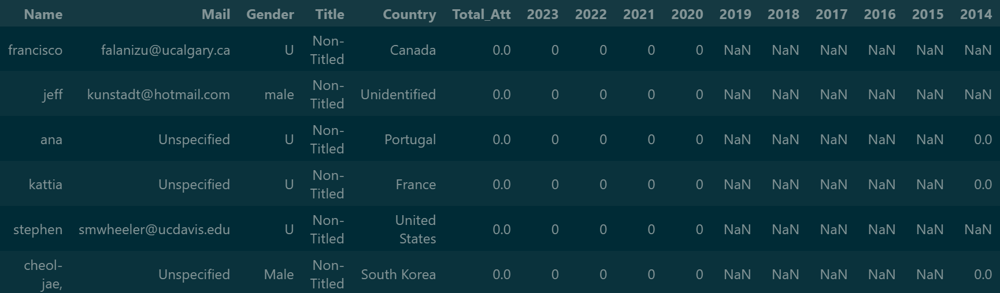 Name Mail Gender Title Country Total_Att 2023 2022 2021 2020 2019 2018 2017 2016 2015 2014
francisco falanizu@ucalgary.ca U Non-Titled Canada 0.0 0 0 0 0 NaN NaN NaN NaN NaN NaN
jeff kunstadt@hotmail.com male Non-Titled Unidentified 0.0 0 0 0 0 NaN NaN NaN NaN NaN NaN
ana Unspecified U Non-Titled Portugal 0.0 0 0 0 0 NaN NaN NaN NaN NaN 0.0
kattia Unspecified U Non-Titled France 0.0 0 0 0 0 NaN NaN NaN NaN NaN 0.0
stephen smwheeler@ucdavis.edu U Non-Titled United States 0.0 0 0 0 0 NaN NaN NaN NaN NaN NaN
cheol-jae, Unspecified Male Non-Titled South Korea 0.0 0 0 0 0 NaN NaN NaN NaN NaN 0.0